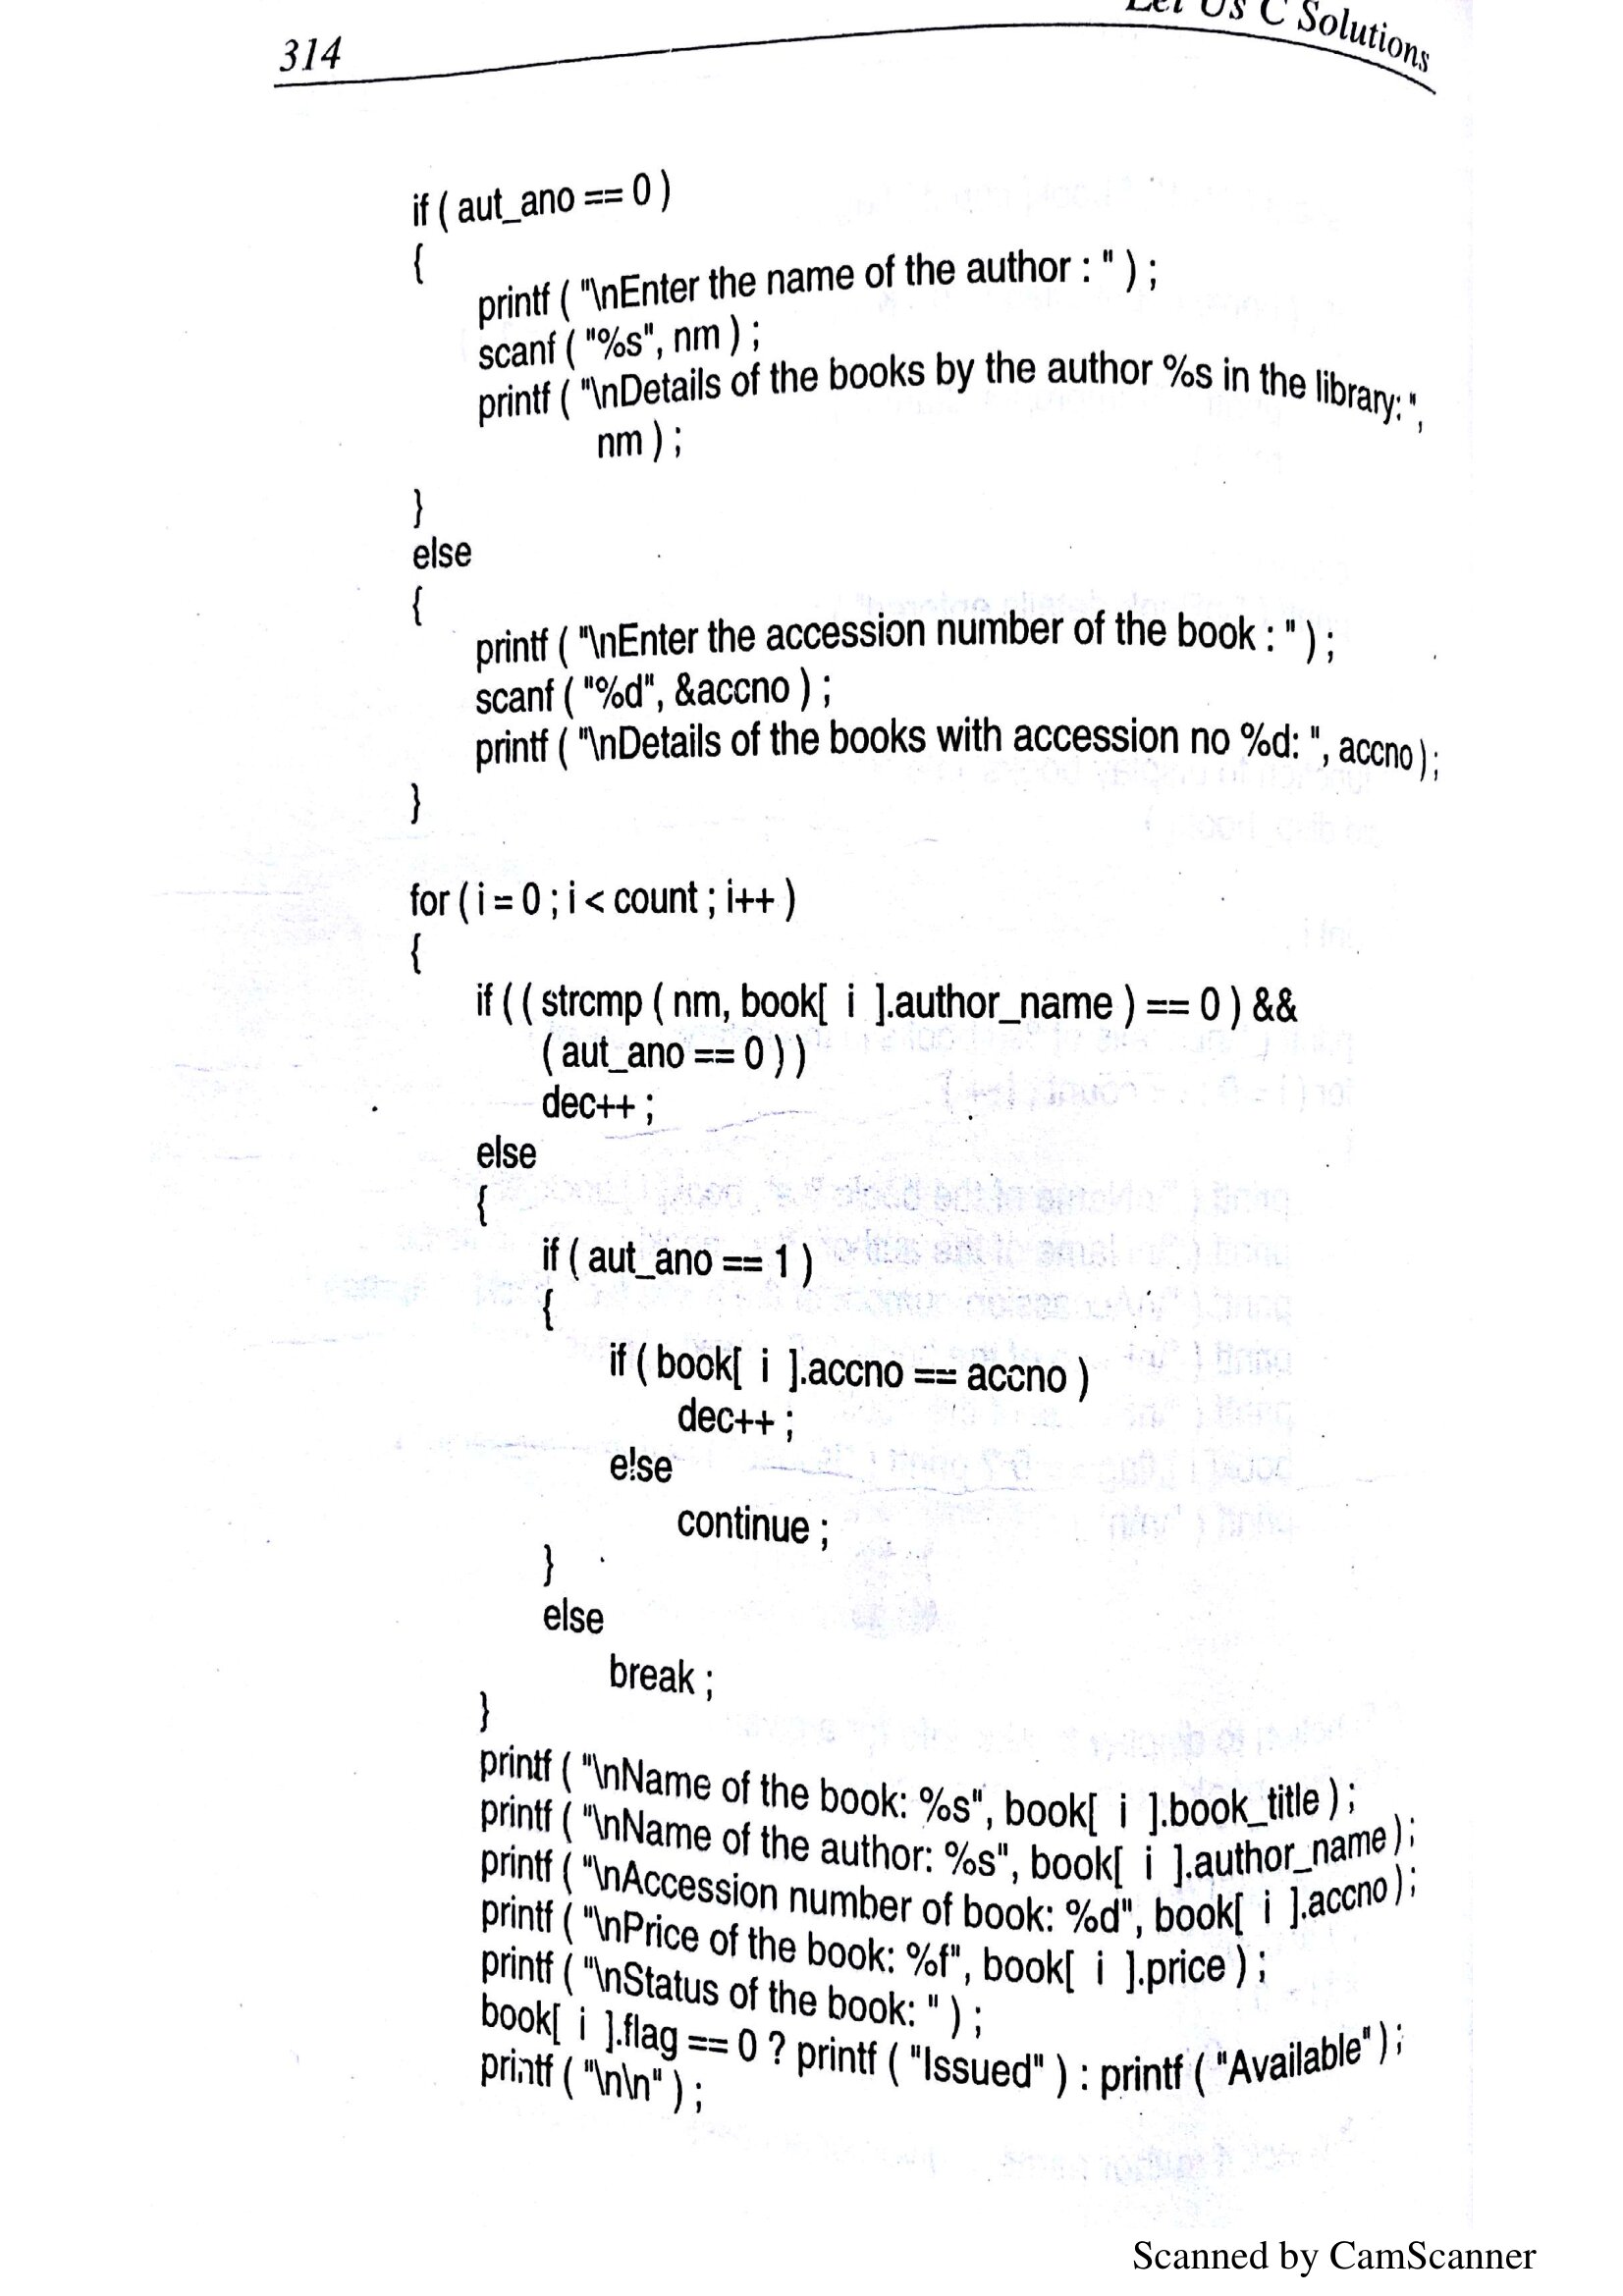 314
Let Us C Solutions
if ( aut_ano == 0 )
{
printf ( "\nEnter the name of the author : " ) ;
scanf ( "%s", nm ) ;
printf ( "\nDetails of the books by the author %s in the library: ",
nm ) ;
}
else
{
printf ( "\nEnter the accession number of the book : " ) ;
scanf ( "%d", &accno ) ;
printf ( "\nDetails of the books with accession no %d: ", accno ) ;
}
for ( i = 0 ; i < count ; i++ )
{
if ( ( strcmp ( nm, book[ i ].author_name ) == 0 ) &&
( aut_ano == 0 ) )
dec++ ;
else
{
if ( aut_ano == 1 )
{
if ( book[ i ].accno == accno )
dec++ ;
else
continue ;
}
else
break ;
}
printf ( "\nName of the book: %s", book[ i ].book_title ) ;
printf ( "\nName of the author: %s", book[ i ].author_name ) ;
printf ( "\nAccession number of book: %d", book[ i ].accno ) ;
printf ( "\nPrice of the book: %f", book[ i ].price ) ;
printf ( "\nStatus of the book: " ) ;
book[ i ].flag == 0 ? printf ( "Issued" ) : printf ( "Available" ) ;
printf ( "\n\n" ) ;
Scanned by CamScanner